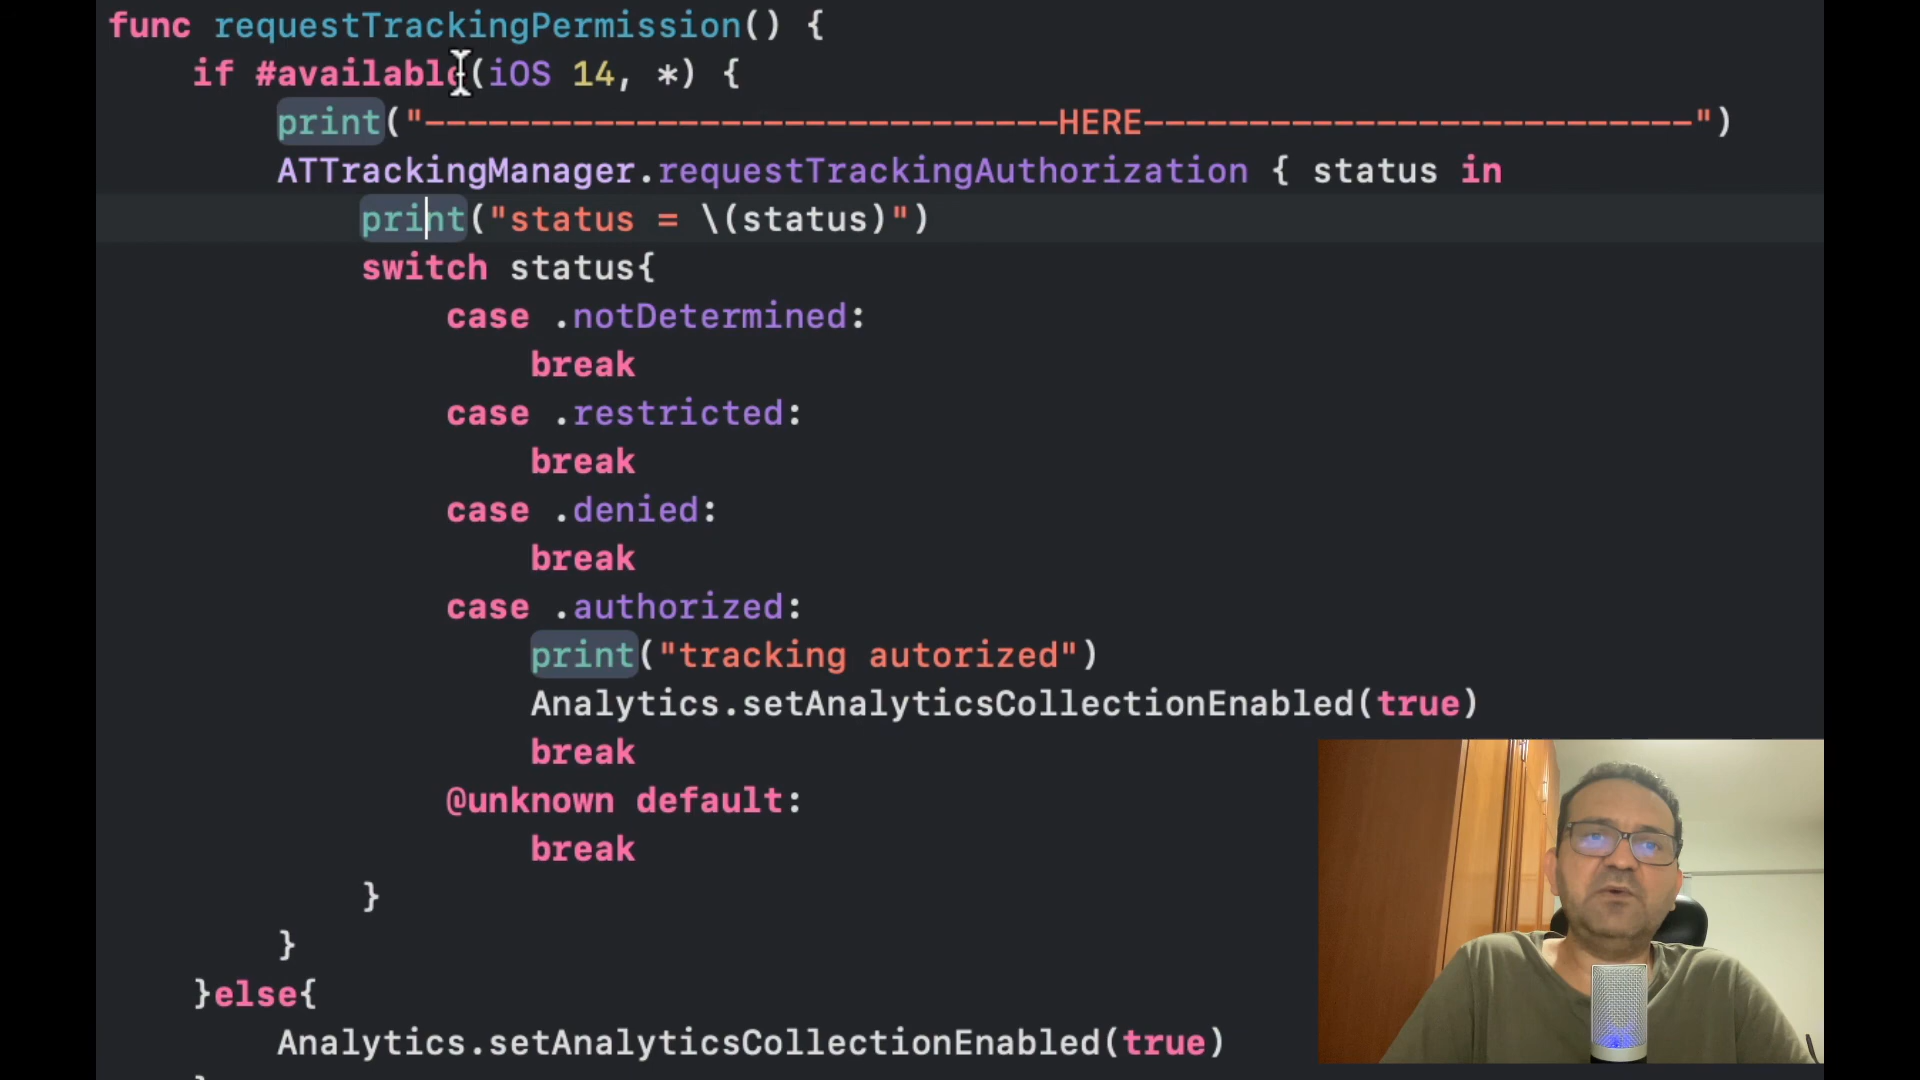 func requestTrackingPermission() {
if #available(iOS 14, *) {
print("------------------------------HERE--------------------------")
ATTrackingManager.requestTrackingAuthorization { status in
print("status = \(status)")
switch status{
case .notDetermined:
break
case .restricted:
break
case .denied:
break
case .authorized:
print("tracking autorized")
Analytics.setAnalyticsCollectionEnabled(true)
break
@unknown default:
break
}
}
}else{
Analytics.setAnalyticsCollectionEnabled(true)